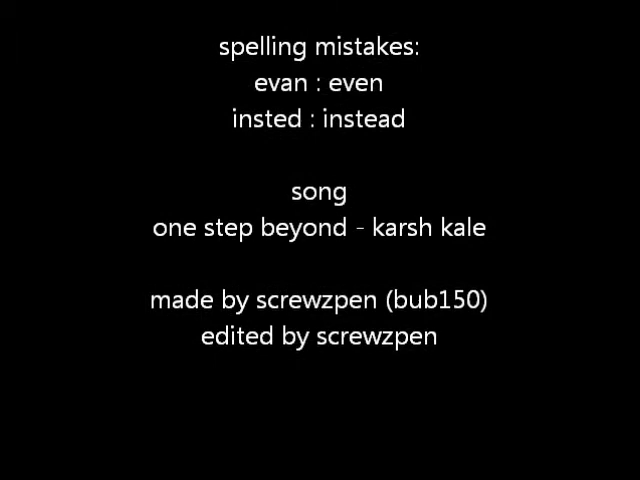 spelling mistakes:
evan : even
insted : instead
song
one step beyond - karsh kale
made by screwzpen (bub150)
edited by screwzpen